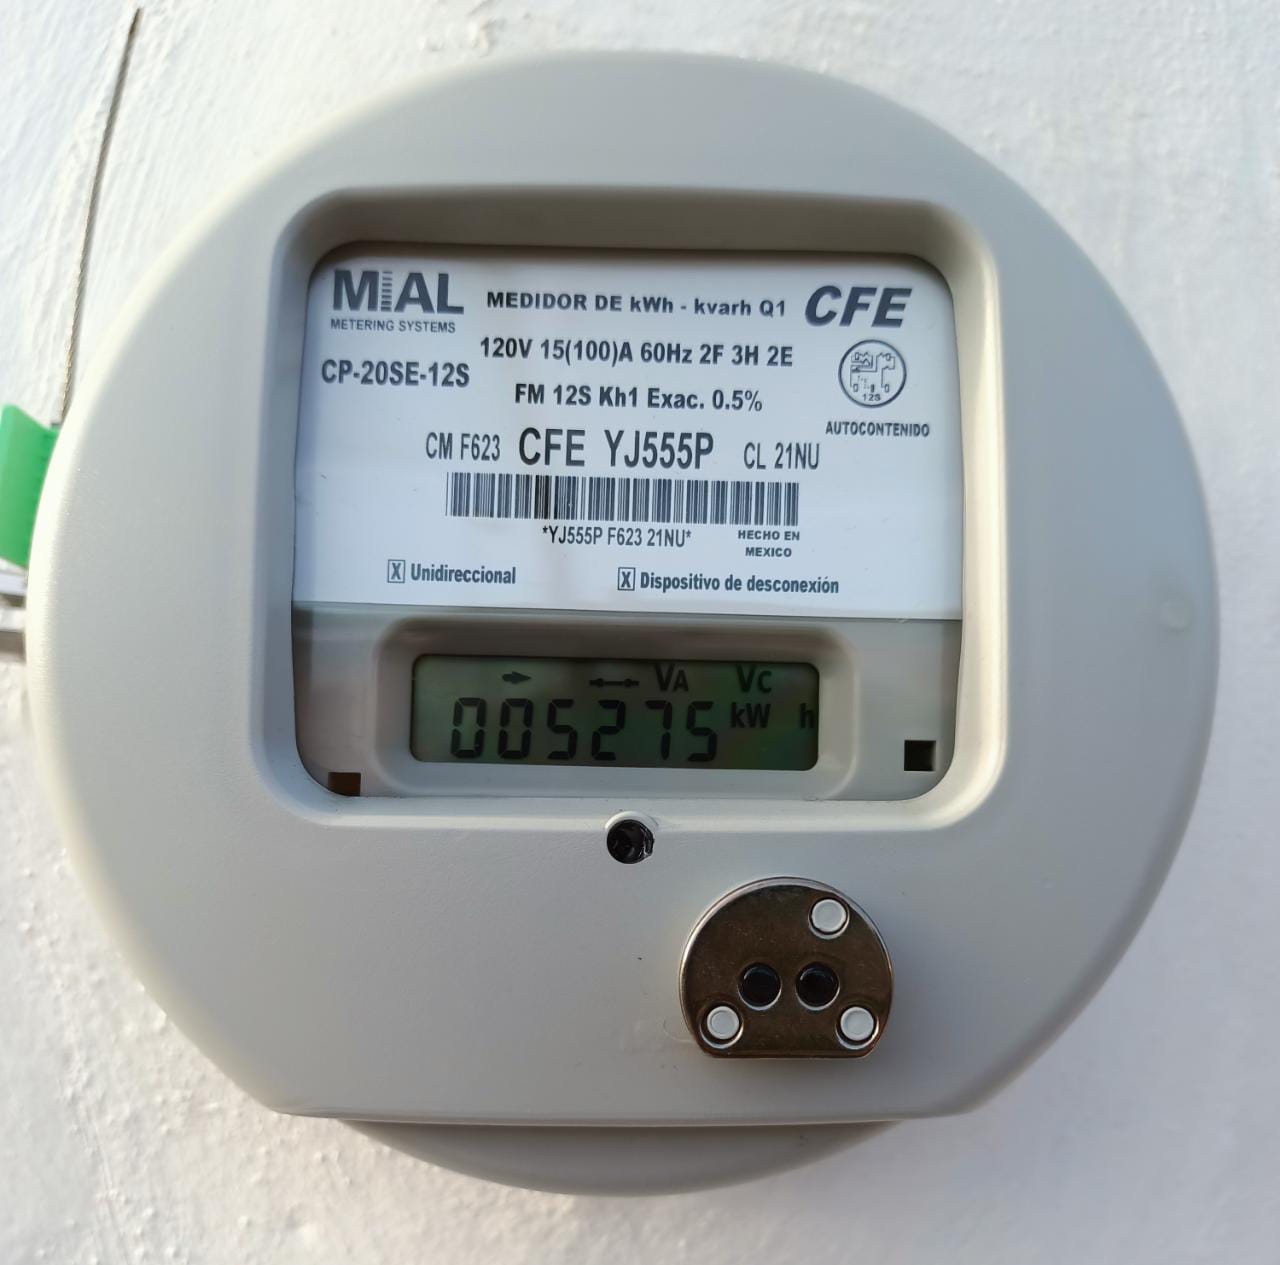 MIAL
METERING SYSTEMS
MEDIDOR DE kWh - kvarh Q1
CFE
120V 15(100)A 60Hz 2F 3H 2E
CP-20SE-12S
FM 12S Kh1 Exac. 0.5%
12S
AUTOCONTENIDO
CM F623 CFE YJ555P CL 21NU
*YJ555P F623 21NU*
HECHO EN
MEXICO
X Unidireccional
X Dispositivo de desconexión
VA VC
005275 kW h